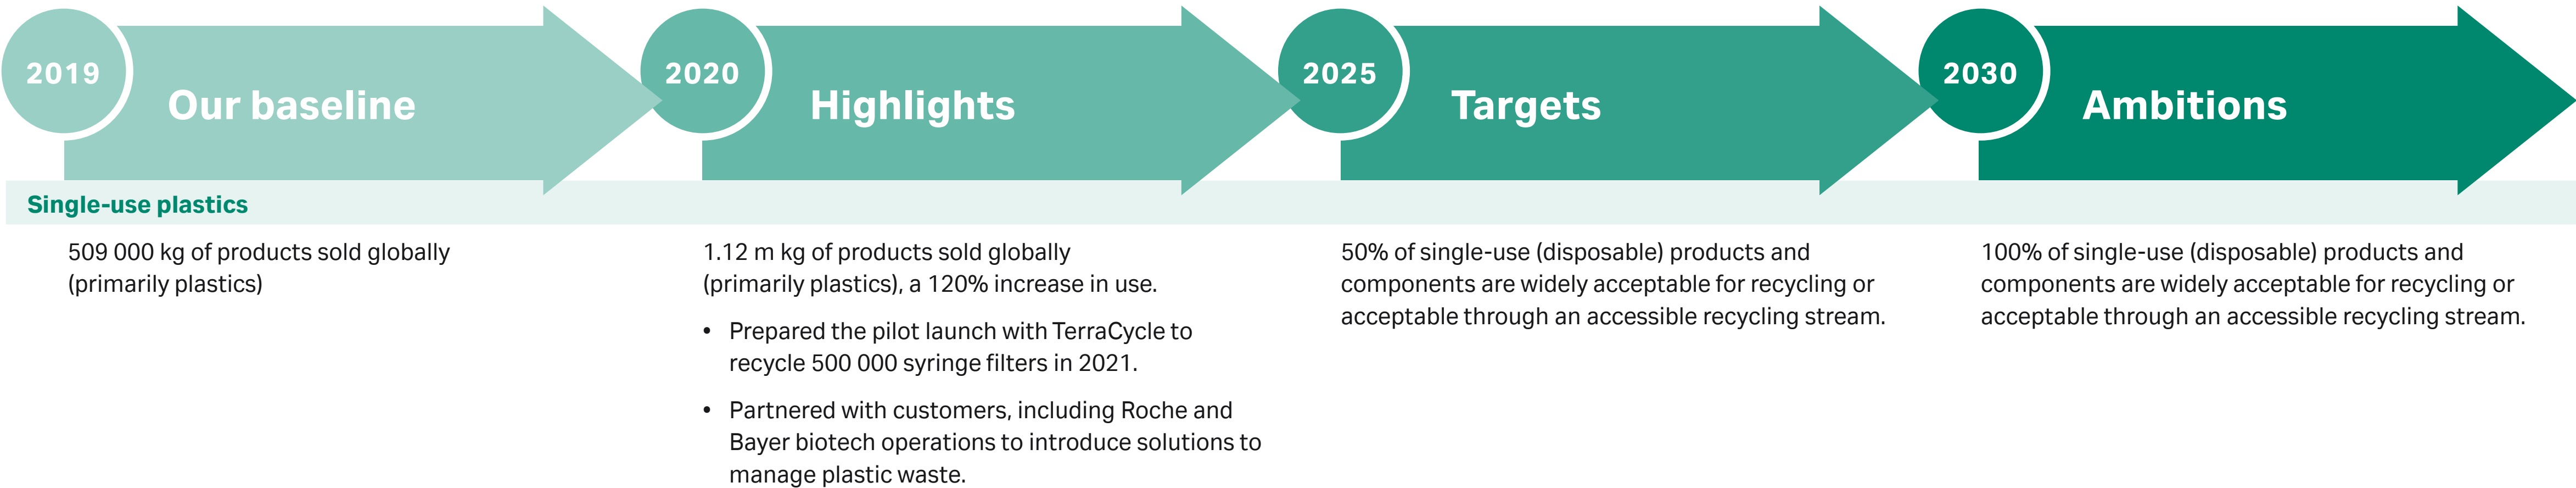 2019
Our baseline
2020
Highlights
2025
Targets
2030
Ambitions
Single-use plastics
509 000 kg of products sold globally
(primarily plastics)
1.12 m kg of products sold globally
(primarily plastics), a 120% increase in use.
• Prepared the pilot launch with TerraCycle to
recycle 500 000 syringe filters in 2021.
• Partnered with customers, including Roche and
Bayer biotech operations to introduce solutions to
manage plastic waste.
50% of single-use (disposable) products and
components are widely acceptable for recycling or
acceptable through an accessible recycling stream.
100% of single-use (disposable) products and
components are widely acceptable for recycling or
acceptable through an accessible recycling stream.